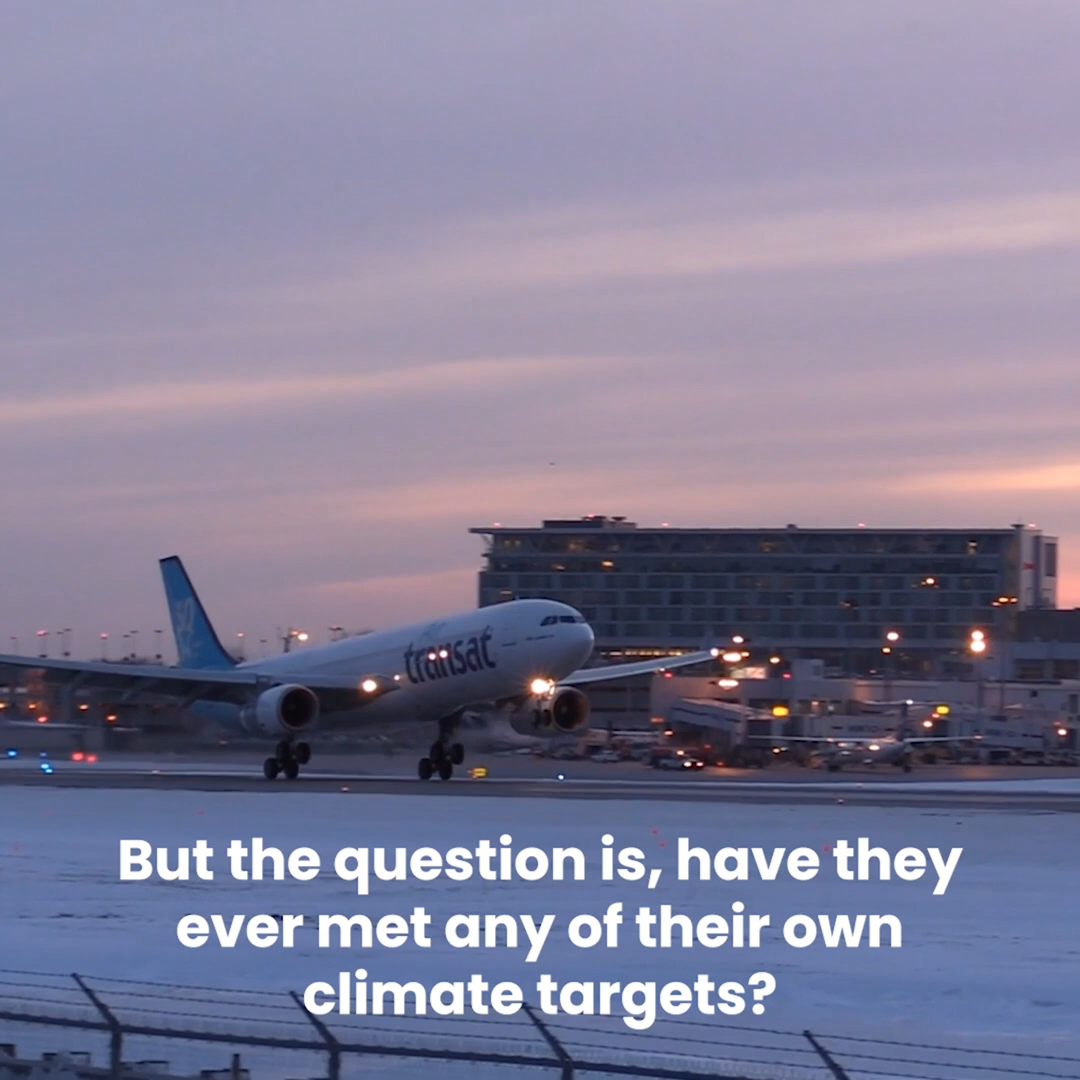 transat
But the question is, have they
ever met any of their own
climate targets?